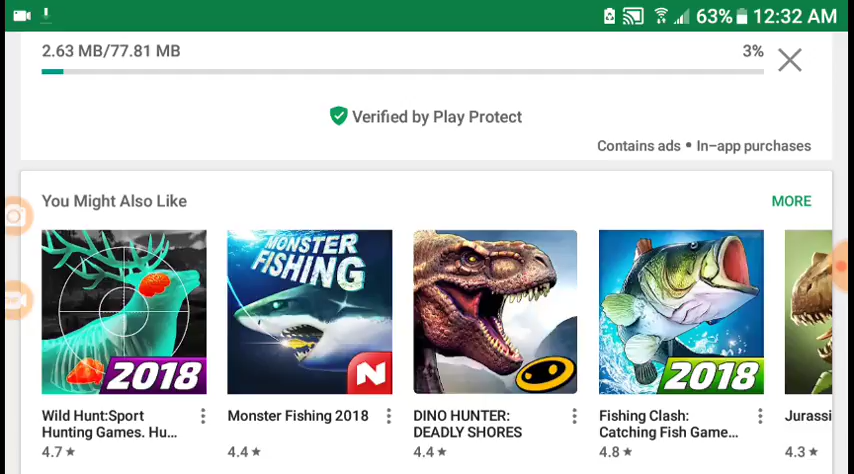 63% 12:32 AM
2.63 MB/77.81 MB 3%
Verified by Play Protect
Contains ads • In-app purchases
You Might Also Like MORE
2018
MONSTER
FISHING
N
2018
Wild Hunt:Sport
Hunting Games. Hu...
4.7★
Monster Fishing 2018
4.4★
DINO HUNTER:
DEADLY SHORES
4.4★
Fishing Clash:
Catching Fish Game...
4.8★
Jurassi
4.3★